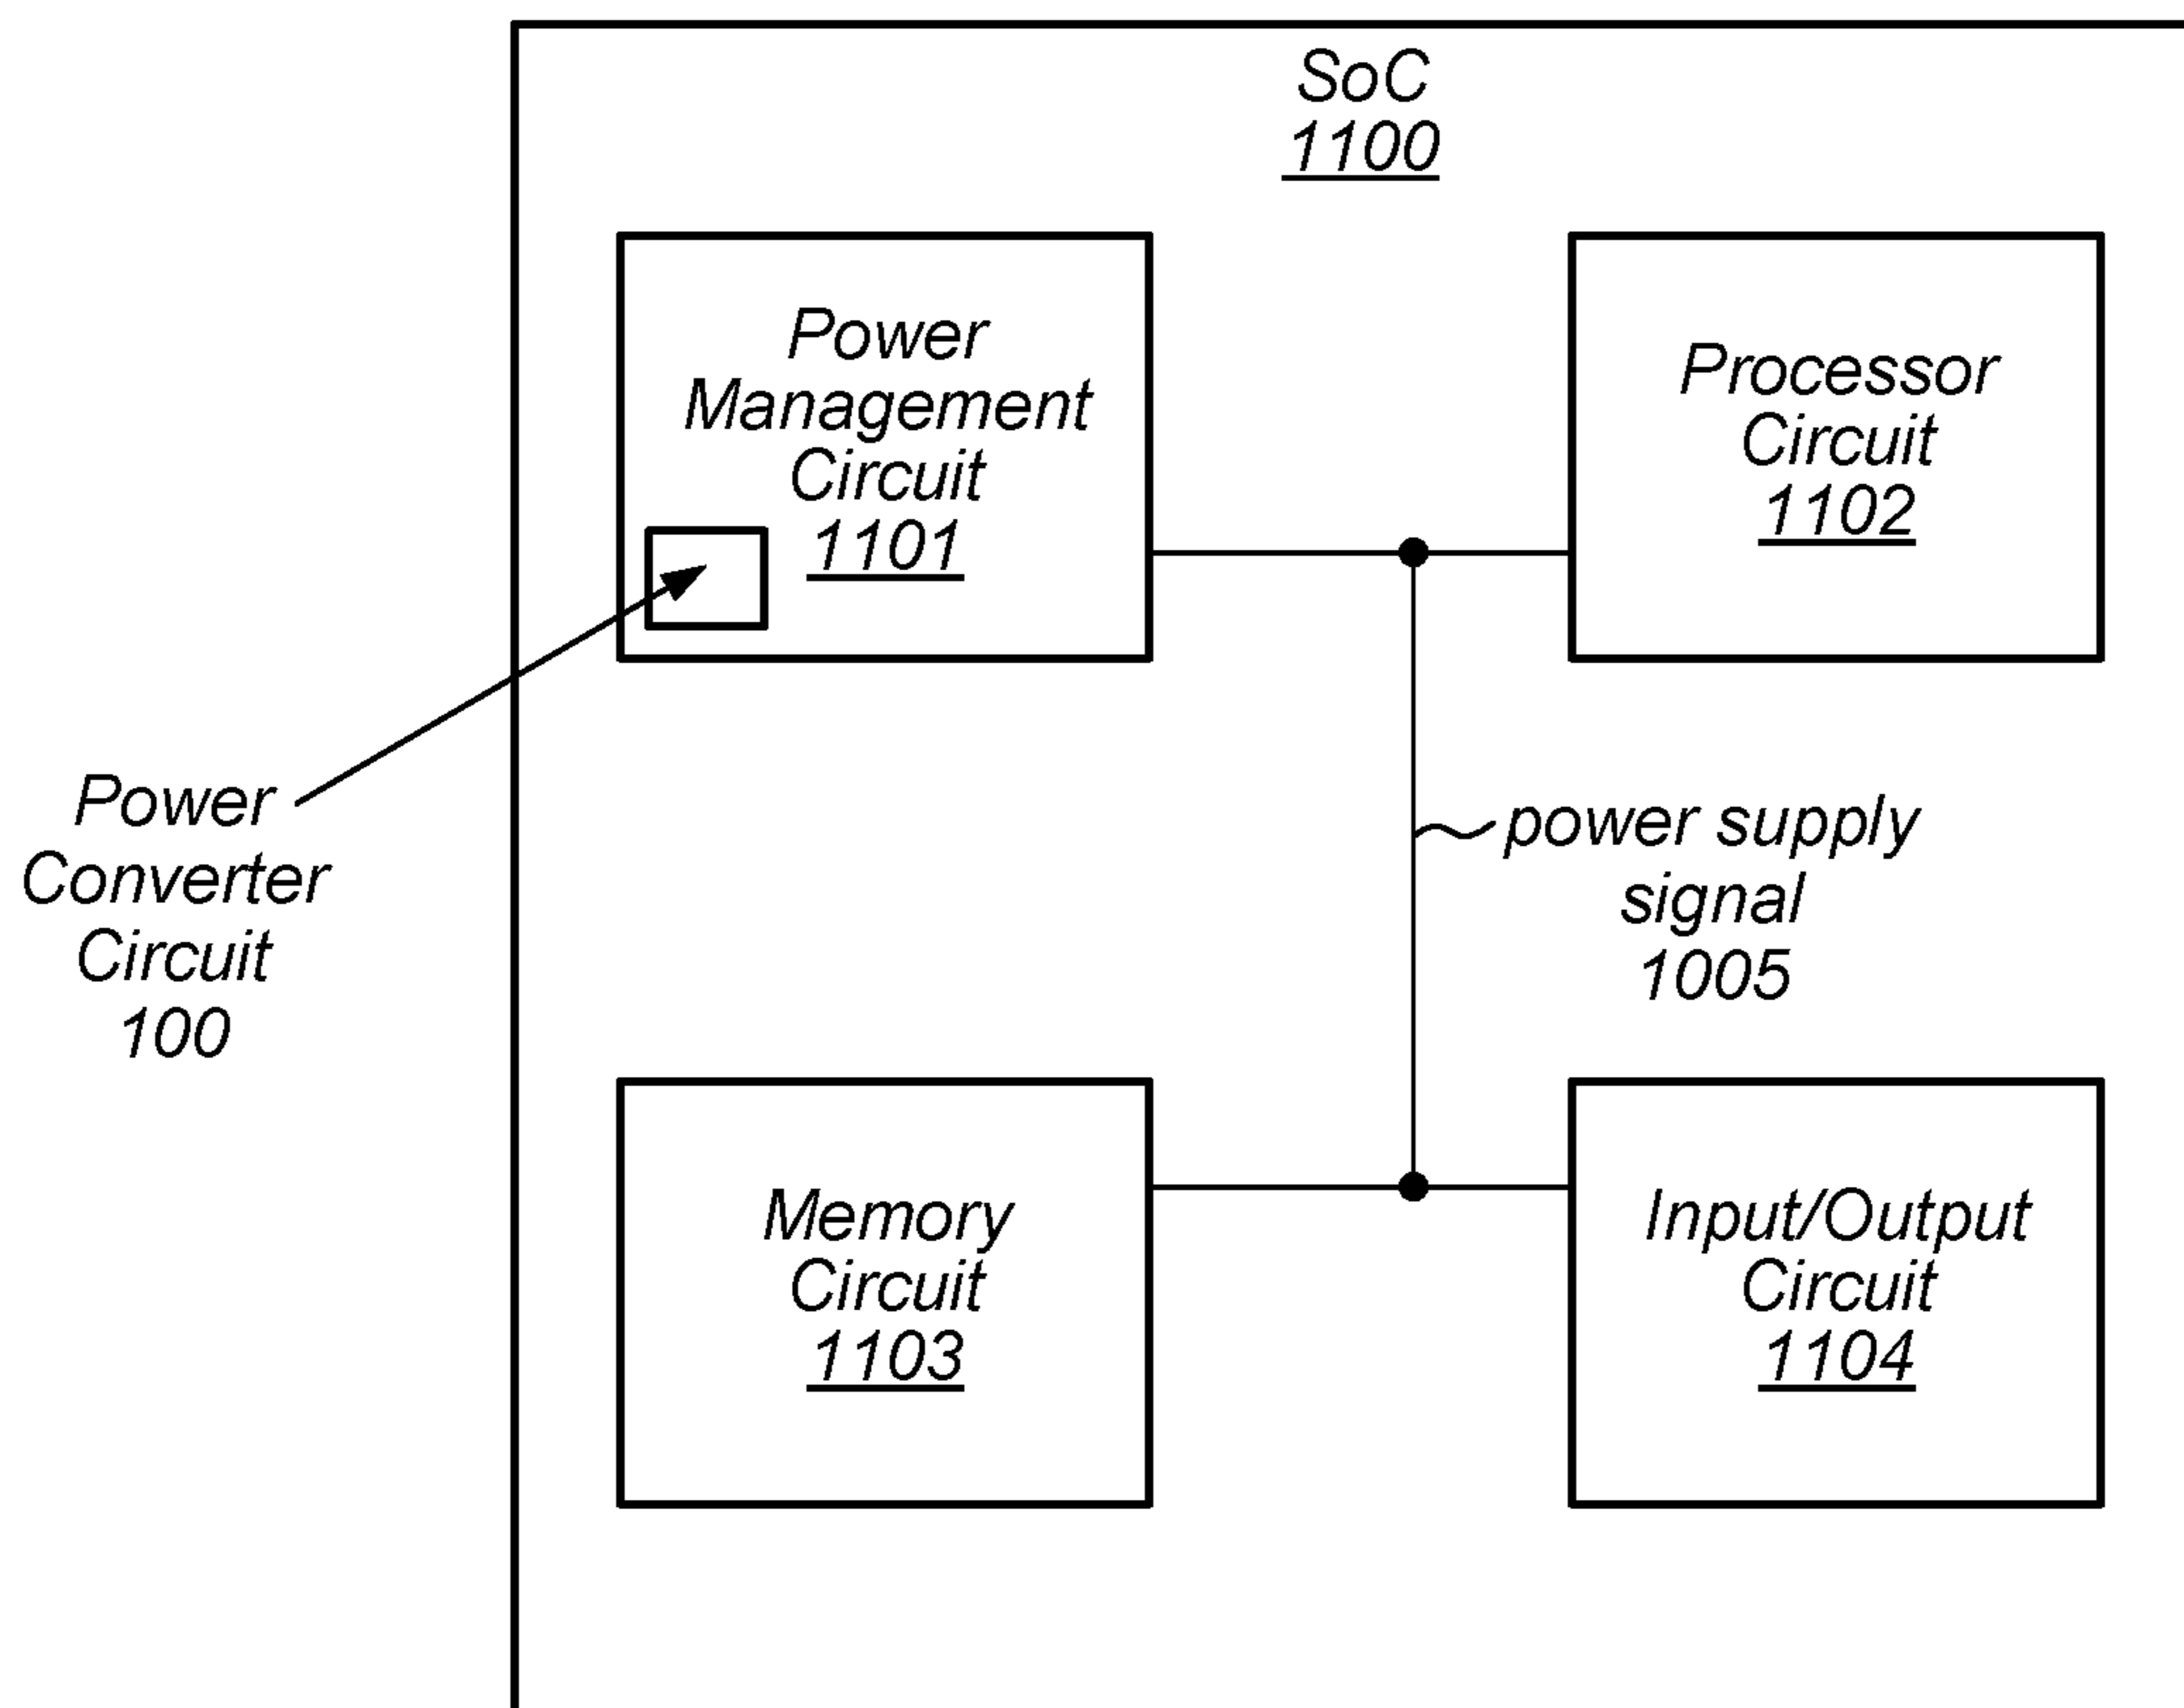 SoC
1100
Power
Management
Circuit
1101
Processor
Circuit
1102
Power
Converter
Circuit
100
power supply
signal
1005
Memory
Circuit
1103
Input/Output
Circuit
1104